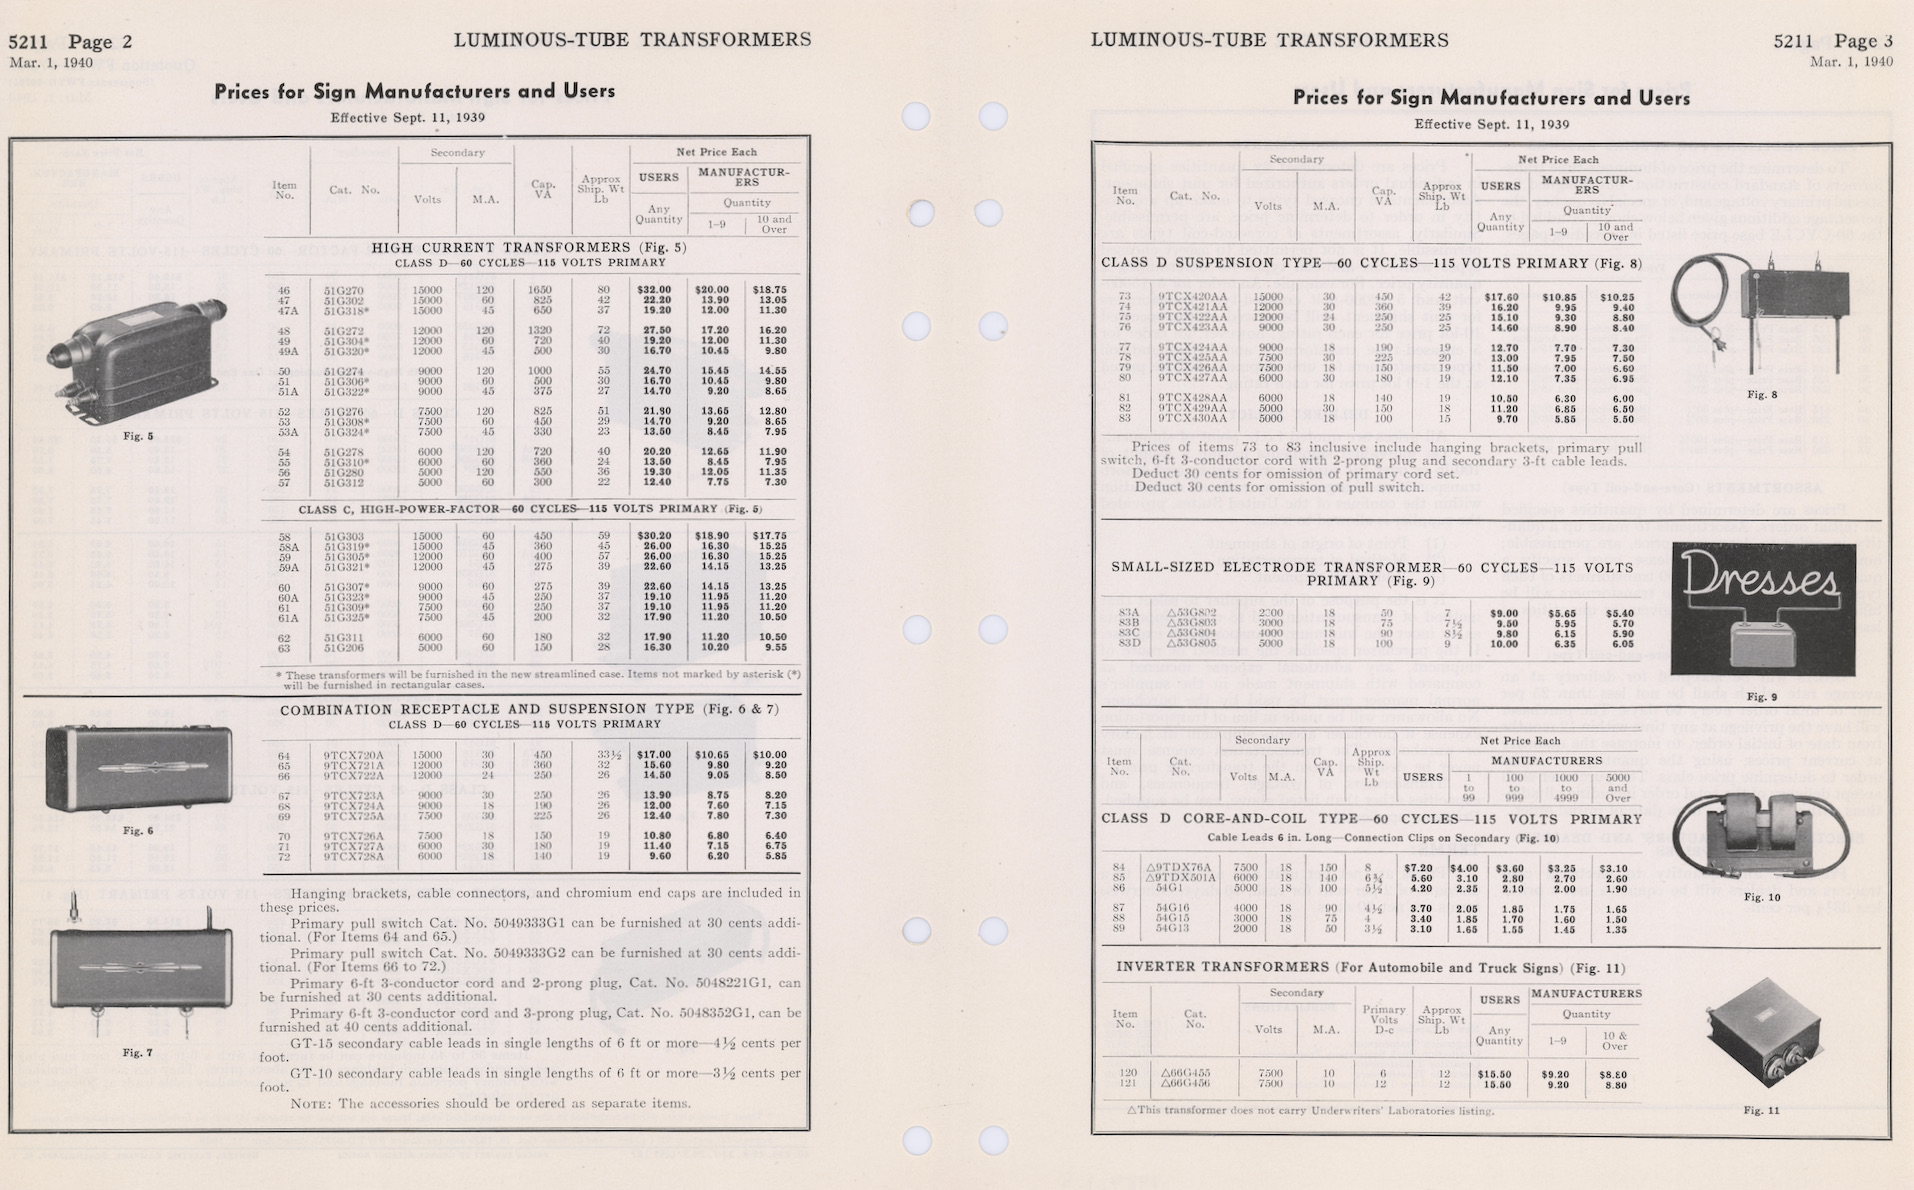 5211 Page 2
Mar. 1, 1940
LUMINOUS-TUBE TRANSFORMERS
Prices for Sign Manufacturers and Users
Effective Sept. 11, 1939
Item No. Cat. No. Secondary Volts M.A. Cap. VA Approx Ship. Wt Lb Net Price Each USERS Any Quantity MANUFACTUR-ERS Quantity 1-9 10 and Over
HIGH CURRENT TRANSFORMERS (Fig. 5)
CLASS D—60 CYCLES—115 VOLTS PRIMARY
46 51G270 15000 120 1650 80 $32.00 $20.00 $18.75
47 51G302 15000 60 825 42 22.20 13.90 13.05
47A 51G318* 15000 45 650 37 19.20 12.00 11.30
48 51G272 12000 120 1320 72 27.50 17.20 16.20
49 51G304* 12000 60 720 40 19.20 12.00 11.30
49A 51G320* 12000 45 500 30 16.70 10.45 9.80
50 51G274 9000 120 1000 55 24.70 15.45 14.55
51 51G306* 9000 60 500 30 16.70 10.45 9.80
51A 51G322* 9000 45 375 27 14.70 9.20 8.65
52 51G276 7500 120 825 51 21.90 13.65 12.80
53 51G308* 7500 60 450 29 14.70 9.20 8.65
53A 51G324* 7500 45 330 23 13.50 8.45 7.95
54 51G278 6000 120 720 40 20.20 12.65 11.90
55 51G310* 6000 60 360 24 13.50 8.45 7.95
56 51G280 5000 120 550 36 19.30 12.05 11.35
57 51G312 5000 60 300 22 12.40 7.75 7.30
Fig. 5
CLASS C, HIGH-POWER-FACTOR—60 CYCLES—115 VOLTS PRIMARY (Fig. 5)
58 51G303 15000 60 450 59 $30.20 $18.90 $17.75
58A 51G319* 15000 45 360 45 26.00 16.30 15.25
59 51G305* 12000 60 400 57 26.00 16.30 15.25
59A 51G321* 12000 45 275 39 22.60 14.15 13.25
60 51G307* 9000 60 275 39 22.60 14.15 13.25
60A 51G323* 9000 45 250 37 19.10 11.95 11.20
61 51G309* 7500 60 250 37 19.10 11.95 11.20
61A 51G325* 7500 45 200 32 17.90 11.20 10.50
62 51G311 6000 60 180 32 17.90 11.20 10.50
63 51G206 5000 60 150 28 16.30 10.20 9.55
* These transformers will be furnished in the new streamlined case. Items not marked by asterisk (*)
will be furnished in rectangular cases.
COMBINATION RECEPTACLE AND SUSPENSION TYPE (Fig. 6 & 7)
CLASS D—60 CYCLES—115 VOLTS PRIMARY
64 9TCX720A 15000 30 450 33½ $17.00 $10.65 $10.00
65 9TCX721A 12000 30 360 32 15.60 9.80 9.20
66 9TCX722A 12000 24 250 26 14.50 9.05 8.50
67 9TCX723A 9000 30 250 26 13.90 8.75 8.20
68 9TCX724A 9000 18 190 26 12.00 7.60 7.15
69 9TCX725A 7500 30 225 26 12.40 7.80 7.30
70 9TCX726A 7500 18 150 19 10.80 6.80 6.40
71 9TCX727A 6000 30 180 19 11.40 7.15 6.75
72 9TCX728A 6000 18 140 19 9.60 6.20 5.85
Fig. 6
Hanging brackets, cable connectors, and chromium end caps are included in
these prices.
Primary pull switch Cat. No. 5049333G1 can be furnished at 30 cents addi-
tional. (For Items 64 and 65.)
Primary pull switch Cat. No. 5049333G2 can be furnished at 30 cents addi-
tional. (For Items 66 to 72.)
Primary 6-ft 3-conductor cord and 2-prong plug, Cat. No. 5048221G1, can
be furnished at 30 cents additional.
Primary 6-ft 3-conductor cord and 3-prong plug, Cat. No. 5048352G1, can be
furnished at 40 cents additional.
GT-15 secondary cable leads in single lengths of 6 ft or more—4½ cents per
foot.
GT-10 secondary cable leads in single lengths of 6 ft or more—3½ cents per
foot.
NOTE: The accessories should be ordered as separate items.
Fig. 7
LUMINOUS-TUBE TRANSFORMERS
5211 Page 3
Mar. 1, 1940
Prices for Sign Manufacturers and Users
Effective Sept. 11, 1939
Item No. Cat. No. Secondary Volts M.A. Cap. VA Approx Ship. Wt Lb Net Price Each USERS Any Quantity MANUFACTUR-ERS Quantity 1-9 10 and Over
CLASS D SUSPENSION TYPE—60 CYCLES—115 VOLTS PRIMARY (Fig. 8)
73 9TCX420AA 15000 30 450 42 $17.60 $10.85 $10.25
74 9TCX421AA 12000 30 360 39 16.20 9.95 9.40
75 9TCX422AA 12000 24 250 25 15.10 9.30 8.80
76 9TCX423AA 9000 30 250 25 14.60 8.90 8.40
77 9TCX424AA 9000 18 190 19 12.70 7.70 7.30
78 9TCX425AA 7500 30 225 20 13.00 7.95 7.50
79 9TCX426AA 7500 18 150 19 11.50 7.00 6.60
80 9TCX427AA 6000 30 180 19 12.10 7.35 6.95
81 9TCX428AA 6000 18 140 19 10.50 6.30 6.00
82 9TCX429AA 5000 30 150 18 11.20 6.85 6.50
83 9TCX430AA 5000 18 100 15 9.70 5.85 5.50
Fig. 8
Prices of items 73 to 83 inclusive include hanging brackets, primary pull
switch, 6-ft 3-conductor cord with 2-prong plug and secondary 3-ft cable leads.
Deduct 30 cents for omission of primary cord set.
Deduct 30 cents for omission of pull switch.
SMALL-SIZED ELECTRODE TRANSFORMER—60 CYCLES—115 VOLTS
PRIMARY (Fig. 9)
83A △53G802 2200 18 50 7 $9.00 $5.65 $5.40
83B △53G803 3000 18 75 7½ 9.50 5.95 5.70
83C △53G804 4000 18 90 8½ 9.80 6.15 5.90
83D △53G805 5000 18 100 9 10.00 6.35 6.05
Dresses
Fig. 9
Item No. Cat. No. Secondary Volts M.A. Cap. VA Approx Ship. Wt Lb Net Price Each USERS MANUFACTURERS 1 to 99 100 to 999 1000 to 4999 5000 and Over
CLASS D CORE-AND-COIL TYPE—60 CYCLES—115 VOLTS PRIMARY
Cable Leads 6 in. Long—Connection Clips on Secondary (Fig. 10)
84 △9TDX76A 7500 18 150 8 $7.20 $4.00 $3.60 $3.25 $3.10
85 △9TDX501A 6000 18 140 6¾ 5.60 3.10 2.80 2.70 2.60
86 54G1 5000 18 100 5½ 4.20 2.35 2.10 2.00 1.90
87 54G16 4000 18 90 4½ 3.70 2.05 1.85 1.75 1.65
88 54G15 3000 18 75 4 3.40 1.85 1.70 1.60 1.50
89 54G13 2000 18 50 3½ 3.10 1.65 1.55 1.45 1.35
Fig. 10
INVERTER TRANSFORMERS (For Automobile and Truck Signs) (Fig. 11)
Item No. Cat. No. Secondary Volts M.A. Primary Volts D-c Approx Ship. Wt Lb USERS Any Quantity MANUFACTURERS Quantity 1-9 10 & Over
120 △66G455 7500 10 6 12 $15.50 $9.20 $8.80
121 △66G456 7500 10 12 12 15.50 9.20 8.80
△This transformer does not carry Underwriters' Laboratories listing.
Fig. 11